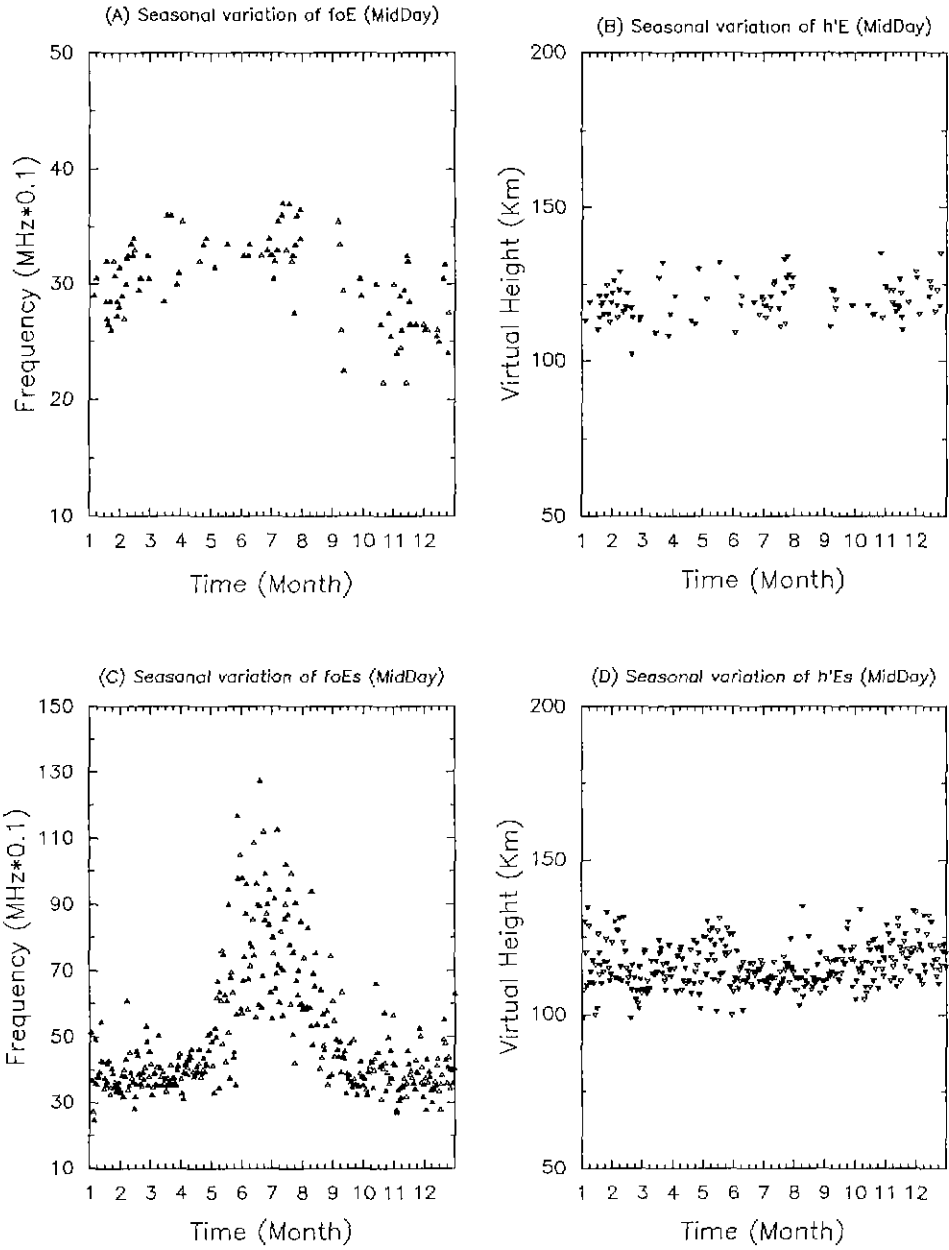 (A) Seasonal variation of foE (MidDay)
50
40
30
20
10
Frequency (MHz*0.1)
1 2 3 4 5 6 7 8 9 10 11 12
Time (Month)
(B) Seasonal variation of h'E (MidDay)
200
150
100
50
Virtual Height (Km)
1 2 3 4 5 6 7 8 9 10 11 12
Time (Month)
(C) Seasonal variation of foEs (MidDay)
150
130
110
90
70
50
30
10
Frequency (MHz*0.1)
1 2 3 4 5 6 7 8 9 10 11 12
Time (Month)
(D) Seasonal variation of h'Es (MidDay)
200
150
100
50
Virtual Height (Km)
1 2 3 4 5 6 7 8 9 10 11 12
Time (Month)